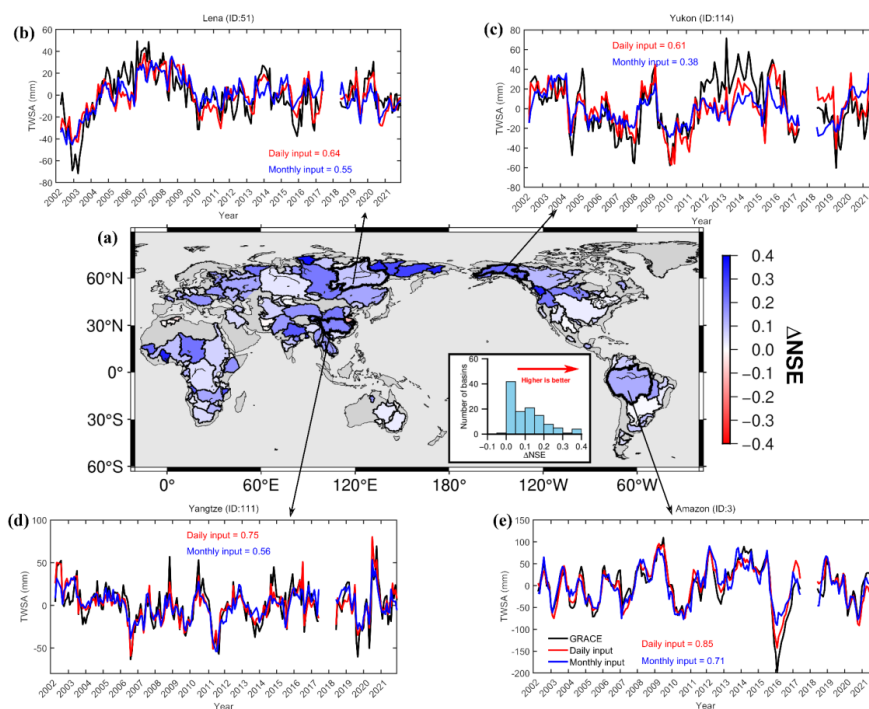 (b)
Lena (ID:51)
TWSA (mm)
60
40
20
0
-20
-40
-60
-80
Daily input = 0.64
Monthly input = 0.55
2002 2003 2004 2005 2006 2007 2008 2009 2010 2011 2012 2013 2014 2015 2016 2017 2018 2019 2020 2021
Year
(c)
Yukon (ID:114)
TWSA (mm)
80
60
40
20
0
-20
-40
-60
-80
Daily input = 0.61
Monthly input = 0.38
2002 2003 2004 2005 2006 2007 2008 2009 2010 2011 2012 2013 2014 2015 2016 2017 2018 2019 2020 2021
Year
(a)
60°N
30°N
0°
30°S
60°S
0° 60°E 120°E 180° 120°W 60°W
Number of basins
60
40
20
0
Higher is better
-0.1 0.0 0.1 0.2 0.3 0.4
ΔNSE
0.4
0.3
0.2
0.1
0.0
−0.1
−0.2
−0.3
−0.4
ΔNSE
(d)
Yangtze (ID:111)
TWSA (mm)
100
50
0
-50
Daily input = 0.75
Monthly input = 0.56
2002 2003 2004 2005 2006 2007 2008 2009 2010 2011 2012 2013 2014 2015 2016 2017 2018 2019 2020 2021
Year
(e)
Amazon (ID:3)
TWSA (mm)
150
100
50
0
-50
-100
-150
-200
GRACE
Daily input
Monthly input
Daily input = 0.85
Monthly input = 0.71
2002 2003 2004 2005 2006 2007 2008 2009 2010 2011 2012 2013 2014 2015 2016 2017 2018 2019 2020 2021
Year